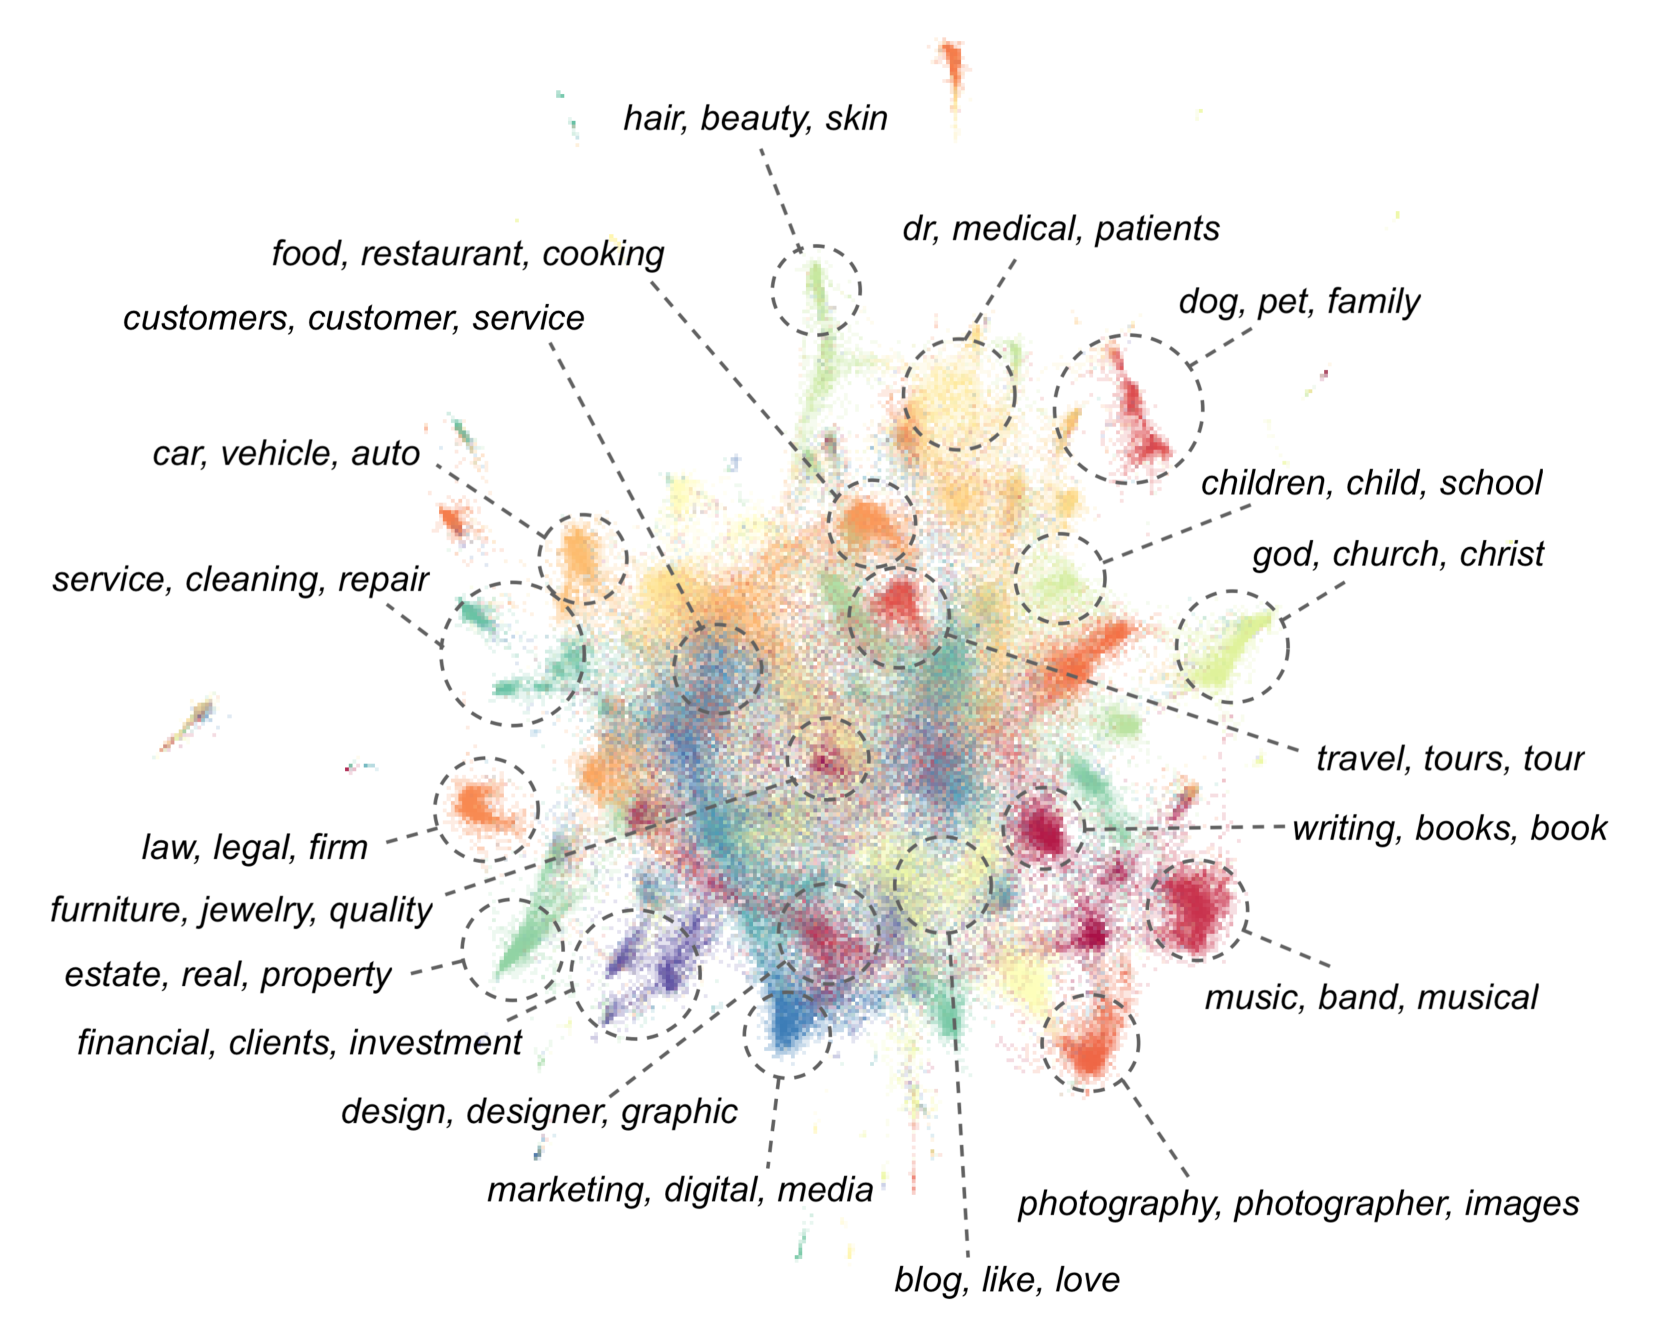 hair, beauty, skin
dr, medical, patients
food, restaurant, cooking
dog, pet, family
customers, customer, service
car, vehicle, auto
children, child, school
god, church, christ
service, cleaning, repair
travel, tours, tour
writing, books, book
law, legal, firm
furniture, jewelry, quality
estate, real, property
music, band, musical
financial, clients, investment
design, designer, graphic
marketing, digital, media
photography, photographer, images
blog, like, love